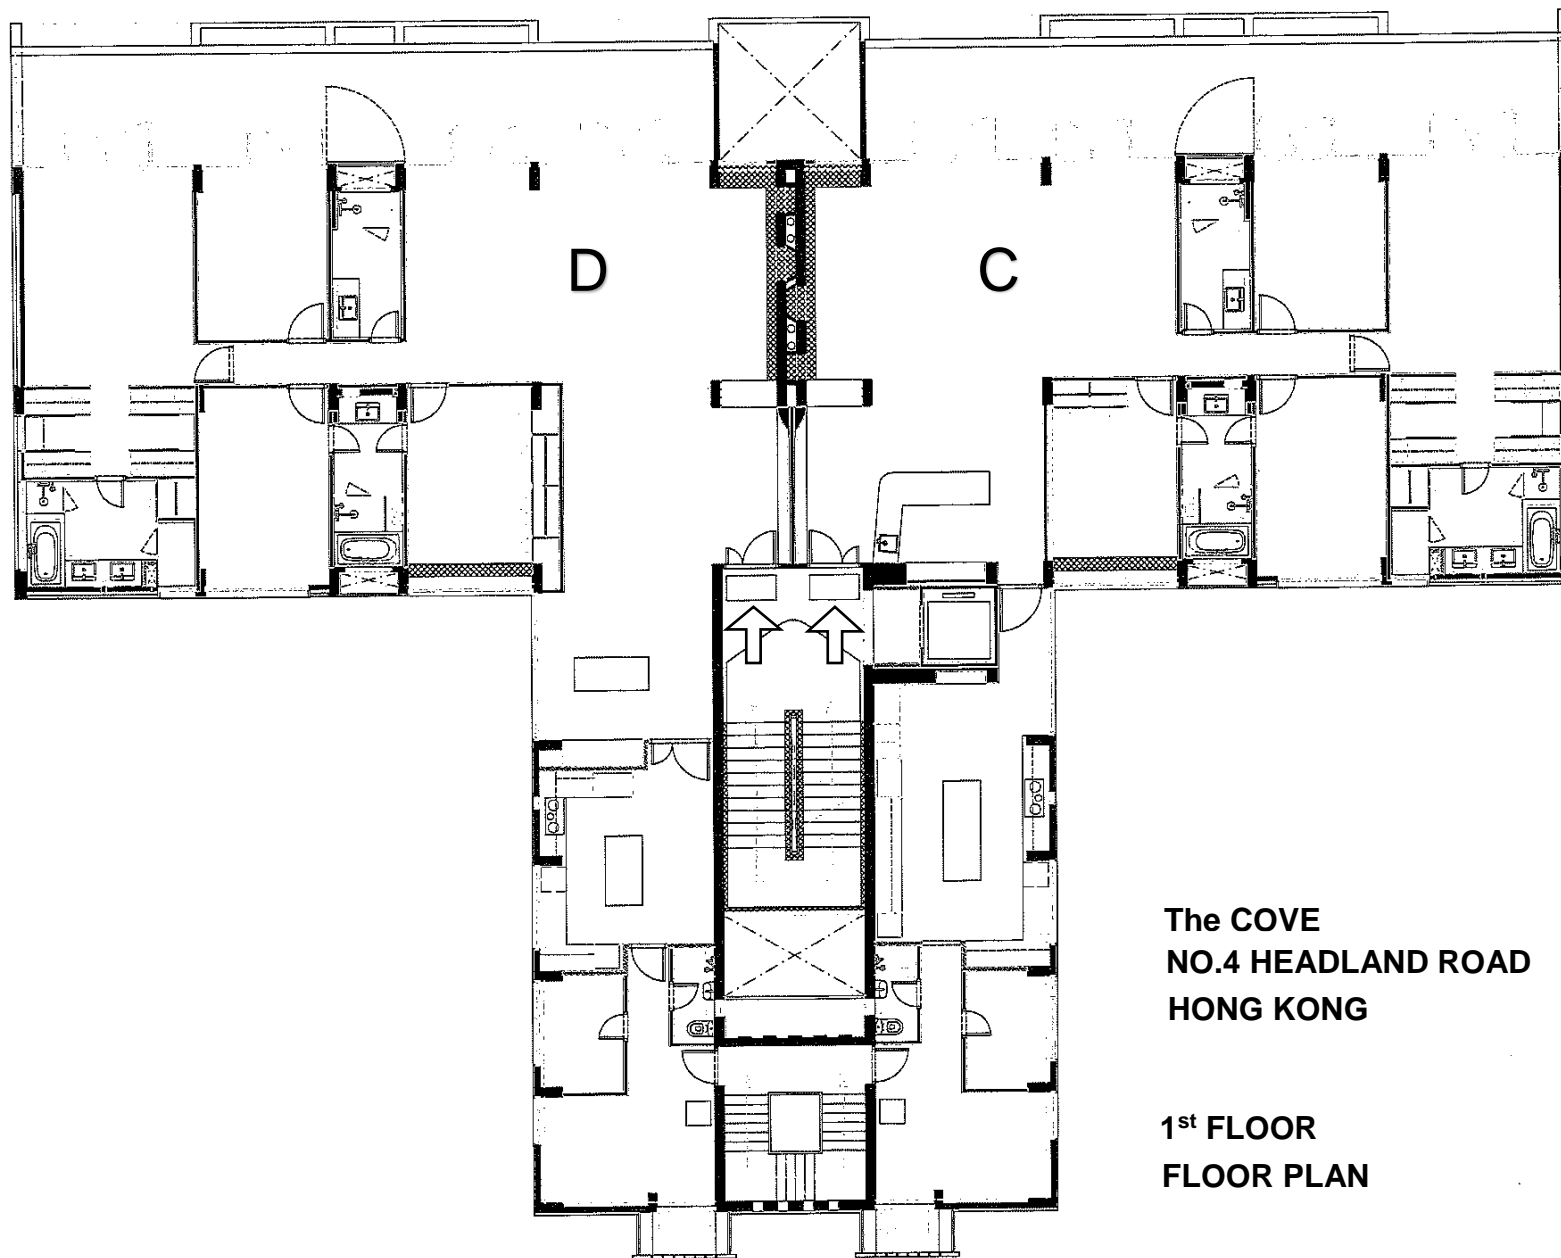 D
C
The COVE
NO.4 HEADLAND ROAD
HONG KONG
1st FLOOR
FLOOR PLAN